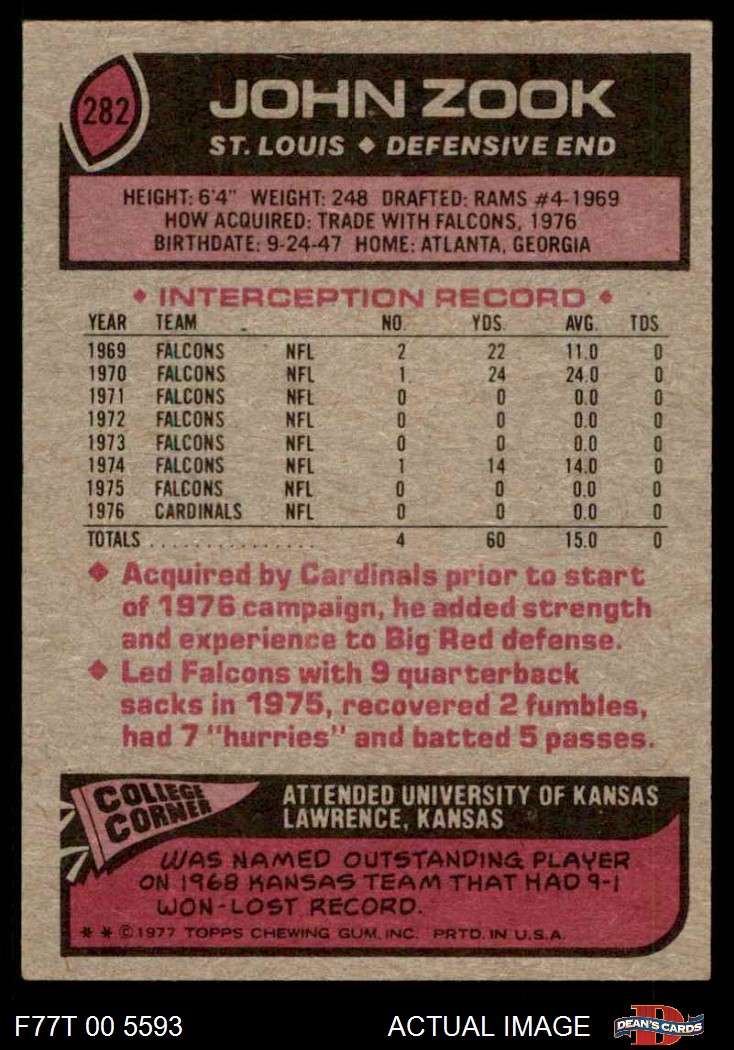 282
JOHN ZOOK
ST. LOUIS ◆ DEFENSIVE END
HEIGHT: 6'4" WEIGHT: 248 DRAFTED: RAMS #4-1969
HOW ACQUIRED: TRADE WITH FALCONS, 1976
BIRTHDATE: 9-24-47 HOME: ATLANTA, GEORGIA
◆ INTERCEPTION RECORD ◆
YEAR TEAM NO. YDS. AVG. TDS
1969 FALCONS NFL 2 22 11.0 0
1970 FALCONS NFL 1 24 24.0 0
1971 FALCONS NFL 0 0 0.0 0
1972 FALCONS NFL 0 0 0.0 0
1973 FALCONS NFL 0 0 0.0 0
1974 FALCONS NFL 1 14 14.0 0
1975 FALCONS NFL 0 0 0.0 0
1976 CARDINALS NFL 0 0 0.0 0
TOTALS ................ 4 60 15.0 0
◆ Acquired by Cardinals prior to start
of 1976 campaign, he added strength
and experience to Big Red defense.
◆ Led Falcons with 9 quarterback
sacks in 1975, recovered 2 fumbles,
had 7 "hurries" and batted 5 passes.
COLLEGE
CORNER
ATTENDED UNIVERSITY OF KANSAS
LAWRENCE, KANSAS
WAS NAMED OUTSTANDING PLAYER
ON 1968 KANSAS TEAM THAT HAD 9-1
WON-LOST RECORD.
* * © 1977 TOPPS CHEWING GUM, INC. PRTD. IN U.S.A.
F77T 00 5593 ACTUAL IMAGE
D
DEAN'S CARDS